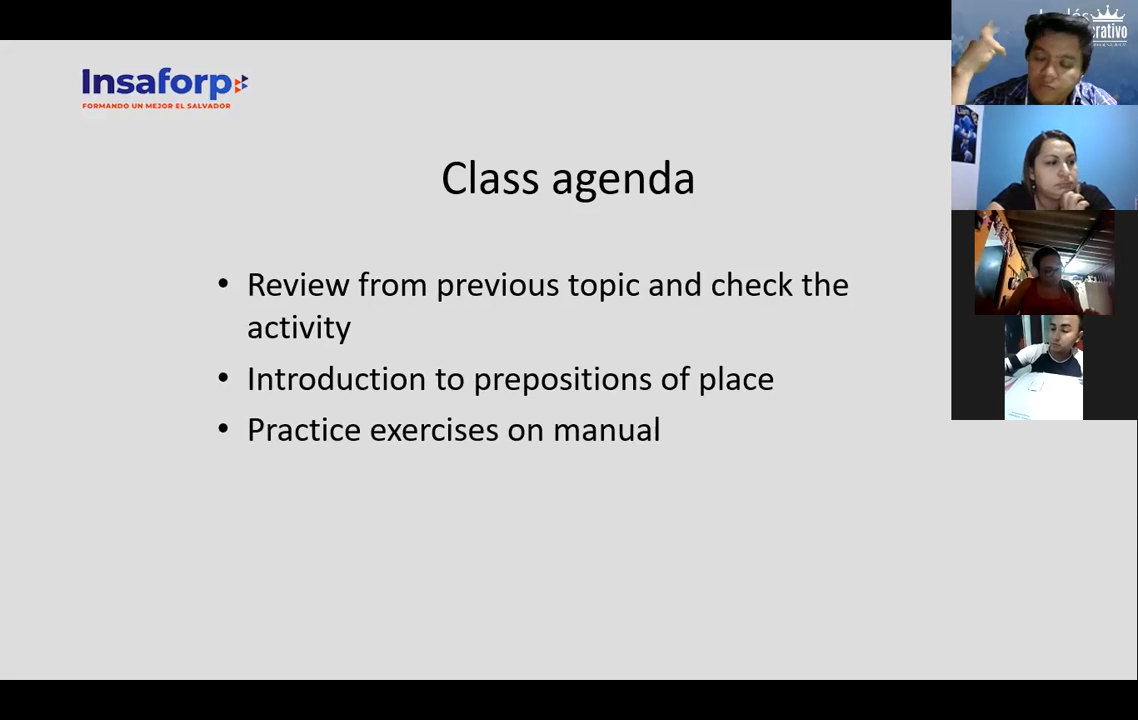 Insaforp
FORMANDO UN MEJOR EL SALVADOR
Class agenda
• Review from previous topic and check the
activity
• Introduction to prepositions of place
• Practice exercises on manual